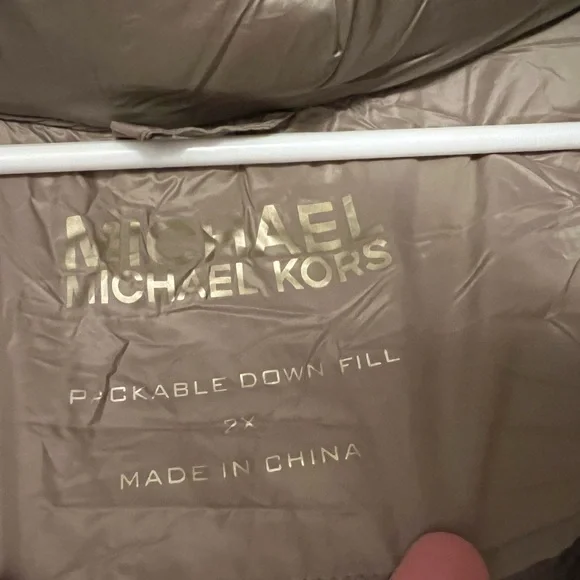 MICHAEL
MICHAEL KORS
PACKABLE DOWN FILL
2X
MADE IN CHINA